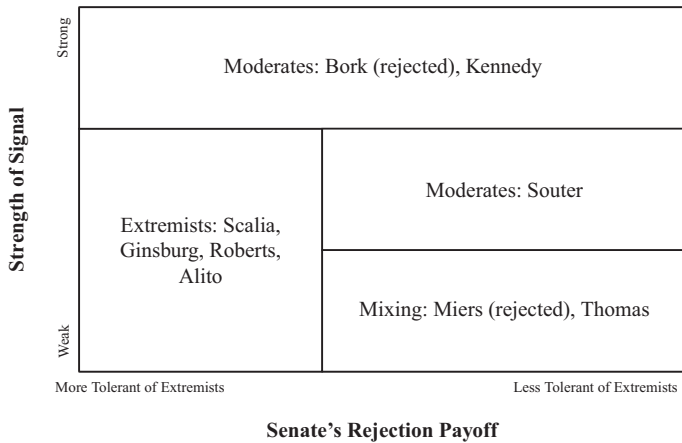 Strong
Moderates: Bork (rejected), Kennedy
Strength of Signal
Moderates: Souter
Extremists: Scalia,
Ginsburg, Roberts,
Alito
Mixing: Miers (rejected), Thomas
Weak
More Tolerant of Extremists
Less Tolerant of Extremists
Senate's Rejection Payoff